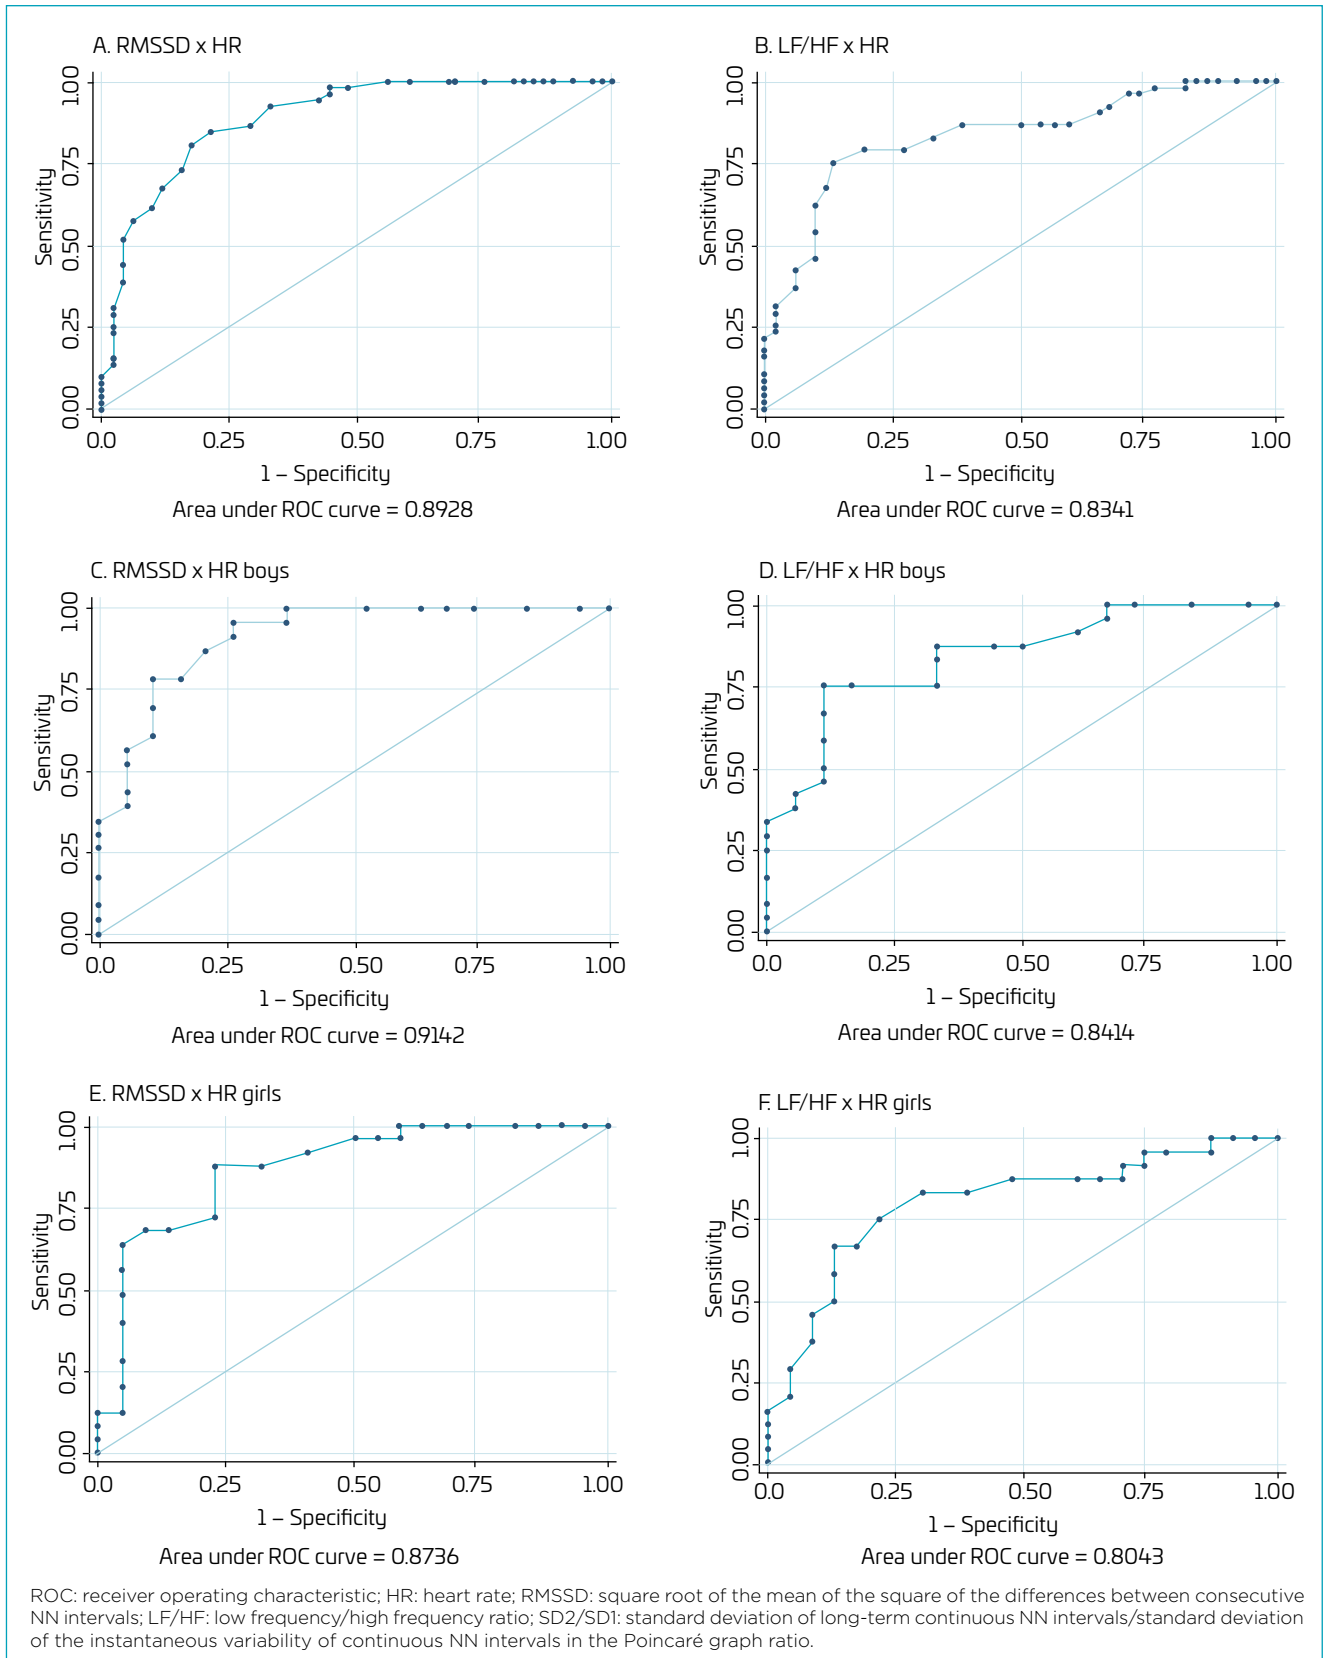 A. RMSSD x HR
1.00
0.75
0.50
0.25
0.00
Sensitivity
0.0 0.25 0.50 0.75 1.00
1 – Specificity
Area under ROC curve = 0.8928
B. LF/HF x HR
1.00
0.75
0.50
0.25
0.00
Sensitivity
0.0 0.25 0.50 0.75 1.00
1 – Specificity
Area under ROC curve = 0.8341
C. RMSSD x HR boys
1.00
0.75
0.50
0.25
0.00
Sensitivity
0.0 0.25 0.50 0.75 1.00
1 – Specificity
Area under ROC curve = 0.9142
D. LF/HF x HR boys
1.00
0.75
0.50
0.25
0.00
Sensitivity
0.0 0.25 0.50 0.75 1.00
1 – Specificity
Area under ROC curve = 0.8414
E. RMSSD x HR girls
1.00
0.75
0.50
0.25
0.00
Sensitivity
0.0 0.25 0.50 0.75 1.00
1 – Specificity
Area under ROC curve = 0.8736
F. LF/HF x HR girls
1.00
0.75
0.50
0.25
0.00
Sensitivity
0.0 0.25 0.50 0.75 1.00
1 – Specificity
Area under ROC curve = 0.8043
ROC: receiver operating characteristic; HR: heart rate; RMSSD: square root of the mean of the square of the differences between consecutive
NN intervals; LF/HF: low frequency/high frequency ratio; SD2/SD1: standard deviation of long-term continuous NN intervals/standard deviation
of the instantaneous variability of continuous NN intervals in the Poincaré graph ratio.